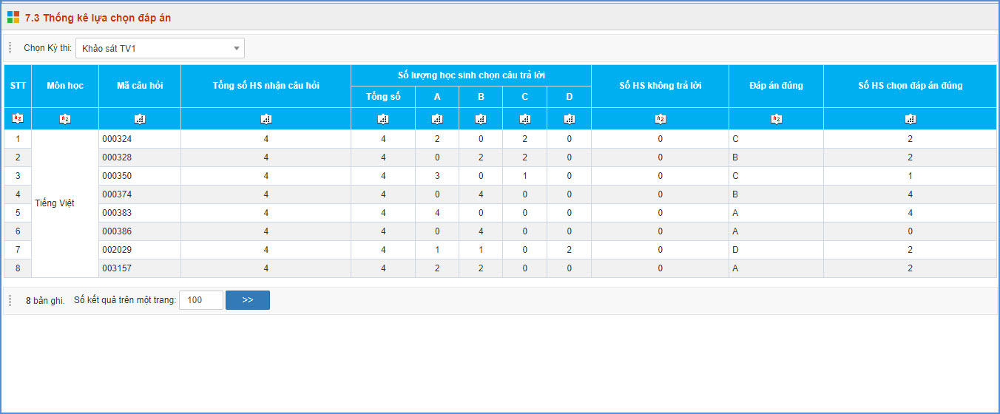 7.3 Thống kê lựa chọn đáp án
Chọn Kỳ thi: Khảo sát TV1
STT Môn học Mã câu hỏi Tổng số HS nhận câu hỏi Số lượng học sinh chọn câu trả lời Số HS không trả lời Đáp án đúng Số HS chọn đáp án đúng
Tổng số A B C D
1 000324 4 4 2 0 2 0 0 C 2
2 000328 4 4 0 2 2 0 0 B 2
3 000350 4 4 3 0 1 0 0 C 1
4 000374 4 4 0 4 0 0 0 B 4
Tiếng Việt
5 000383 4 4 4 0 0 0 0 A 4
6 000386 4 4 0 4 0 0 0 A 0
7 002029 4 4 1 1 0 2 0 D 2
8 003157 4 4 2 2 0 0 0 A 2
8 bản ghi. Số kết quả trên một trang: 100 >>